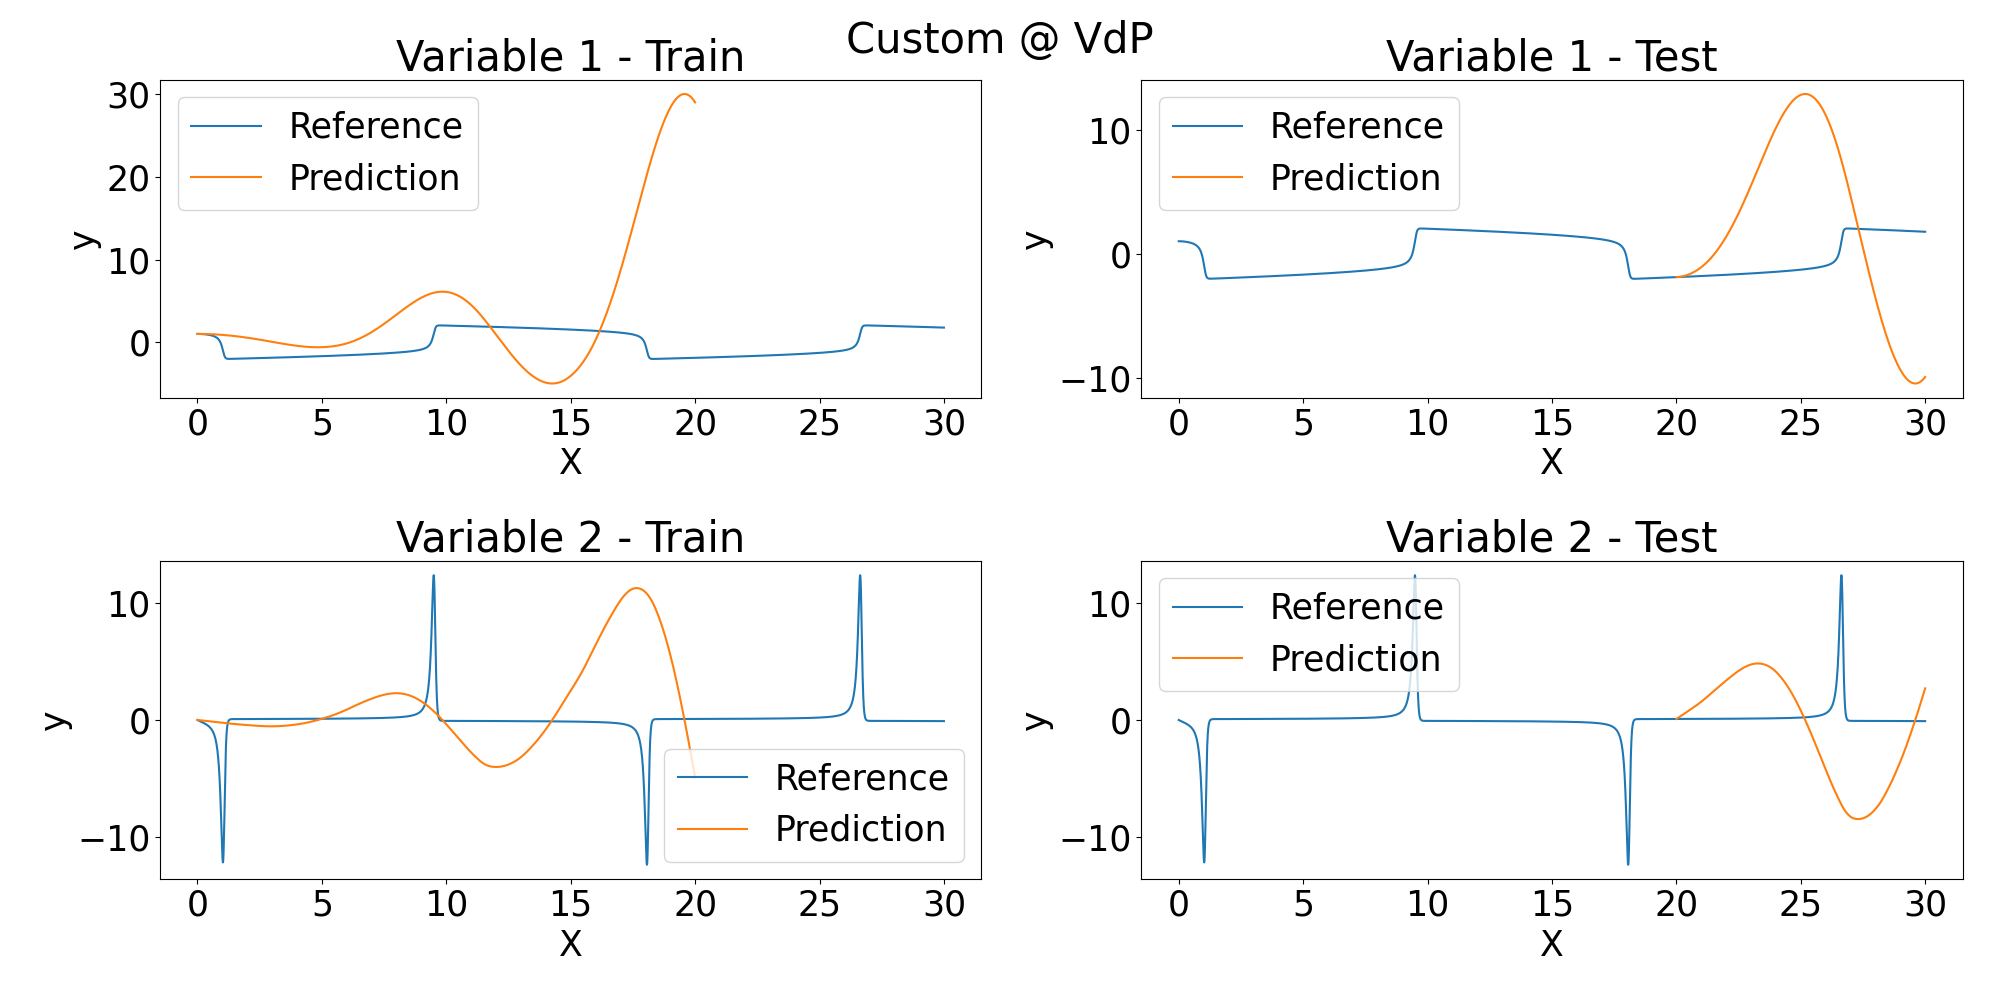 Custom @ VdP
Variable 1 - Train
30
20
10
0
y
Reference
Prediction
0 5 10 15 20 25 30
X
Variable 1 - Test
10
0
−10
y
Reference
Prediction
0 5 10 15 20 25 30
X
Variable 2 - Train
10
0
−10
y
Reference
Prediction
0 5 10 15 20 25 30
X
Variable 2 - Test
10
0
−10
y
Reference
Prediction
0 5 10 15 20 25 30
X